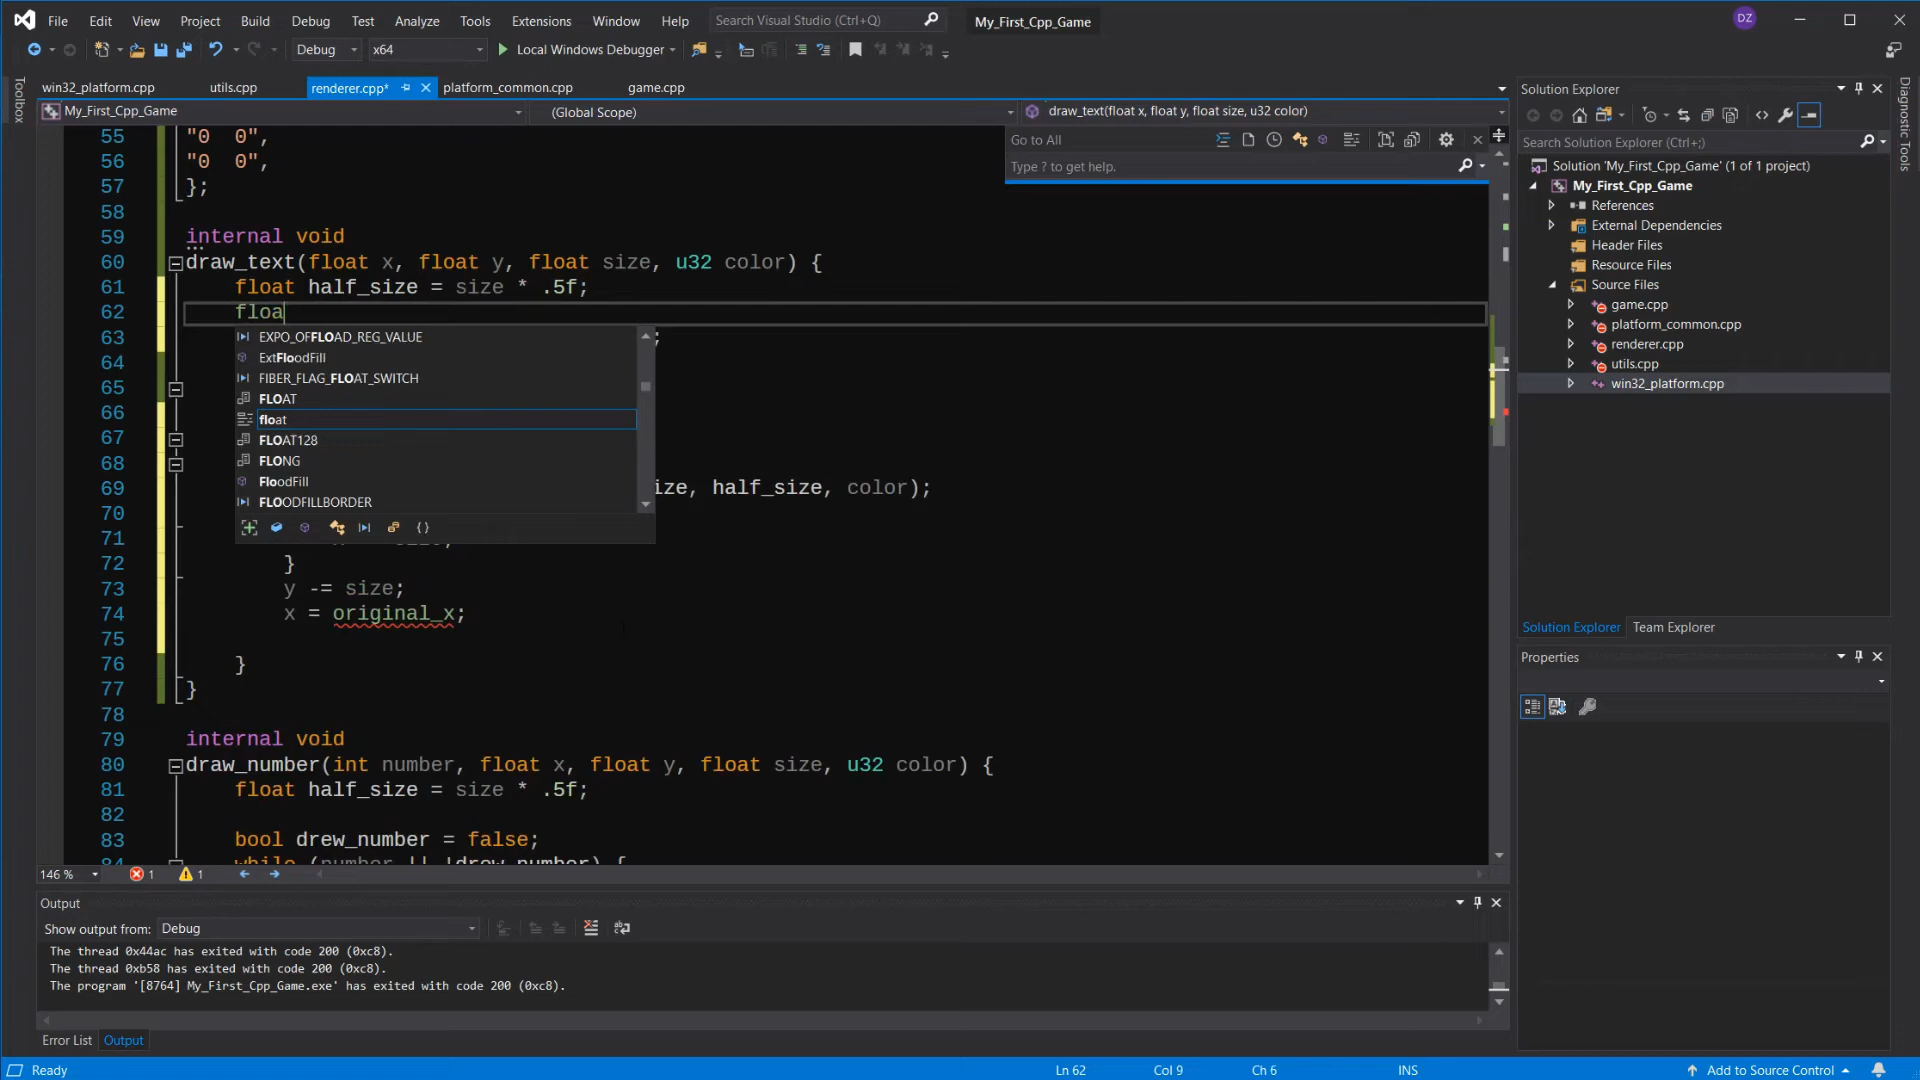 File Edit View Project Build Debug Test Analyze Tools Extensions Window Help Search Visual Studio (Ctrl+Q) My_First_Cpp_Game DZ
Debug x64 Local Windows Debugger
Toolbox
win32_platform.cpp utils.cpp renderer.cpp* platform_common.cpp game.cpp
My_First_Cpp_Game (Global Scope) draw_text(float x, float y, float size, u32 color)
Go to All
Type ? to get help.
55 "0  0",
56 "0  0",
57 };
58
59 internal void
60 draw_text(float x, float y, float size, u32 color) {
61 float half_size = size * .5f;
62 floa
63 ;
64
65
66
67
68
69 ize, half_size, color);
70
71
72 }
73 y -= size;
74 x = original_x;
75
76 }
77 }
78
79 internal void
80 draw_number(int number, float x, float y, float size, u32 color) {
81 float half_size = size * .5f;
82
83 bool drew_number = false;
84 while (number || !drew_number) {
EXPO_OFFLOAD_REG_VALUE
ExtFloodFill
FIBER_FLAG_FLOAT_SWITCH
FLOAT
float
FLOAT128
FLONG
FloodFill
FLOODFILLBORDER
146 % 1 1
Output
Show output from: Debug
The thread 0x44ac has exited with code 200 (0xc8).
The thread 0xb58 has exited with code 200 (0xc8).
The program '[8764] My_First_Cpp_Game.exe' has exited with code 200 (0xc8).
Error List Output
Solution Explorer
Search Solution Explorer (Ctrl+;)
Solution 'My_First_Cpp_Game' (1 of 1 project)
My_First_Cpp_Game
References
External Dependencies
Header Files
Resource Files
Source Files
game.cpp
platform_common.cpp
renderer.cpp
utils.cpp
win32_platform.cpp
Solution Explorer Team Explorer
Properties
Diagnostic Tools
Ready Ln 62 Col 9 Ch 6 INS Add to Source Control